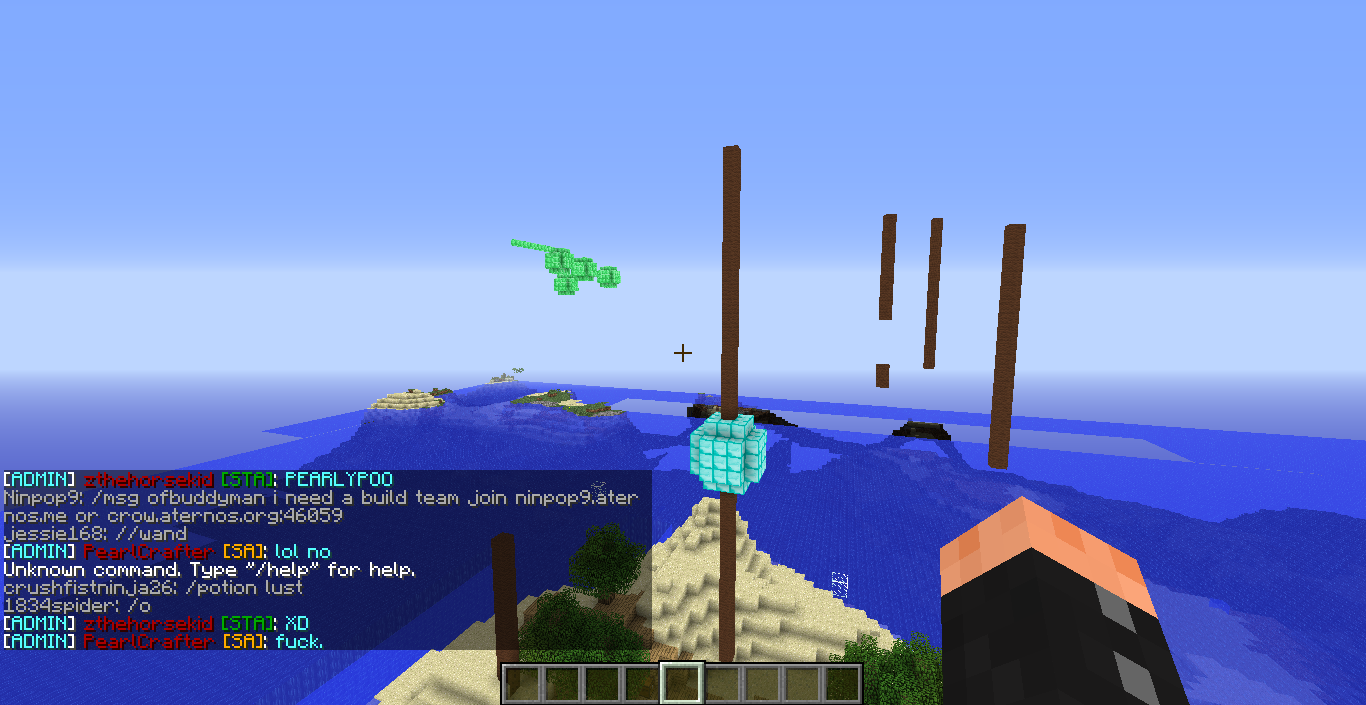 [ADMIN] zthehorsekid [STA]: PEARLYPOO
Ninpop9: /msg ofbuddyman i need a build team join ninpop9.ater
nos.me or crow.aternos.org:46059
jessie168: //wand
[ADMIN] PearlCrafter [SA]: lol no
Unknown command. Type "/help" for help.
crushfistninja26: /potion lust
1834spider: /o
[ADMIN] zthehorsekid [STA]: XD
[ADMIN] PearlCrafter [SA]: fuck.